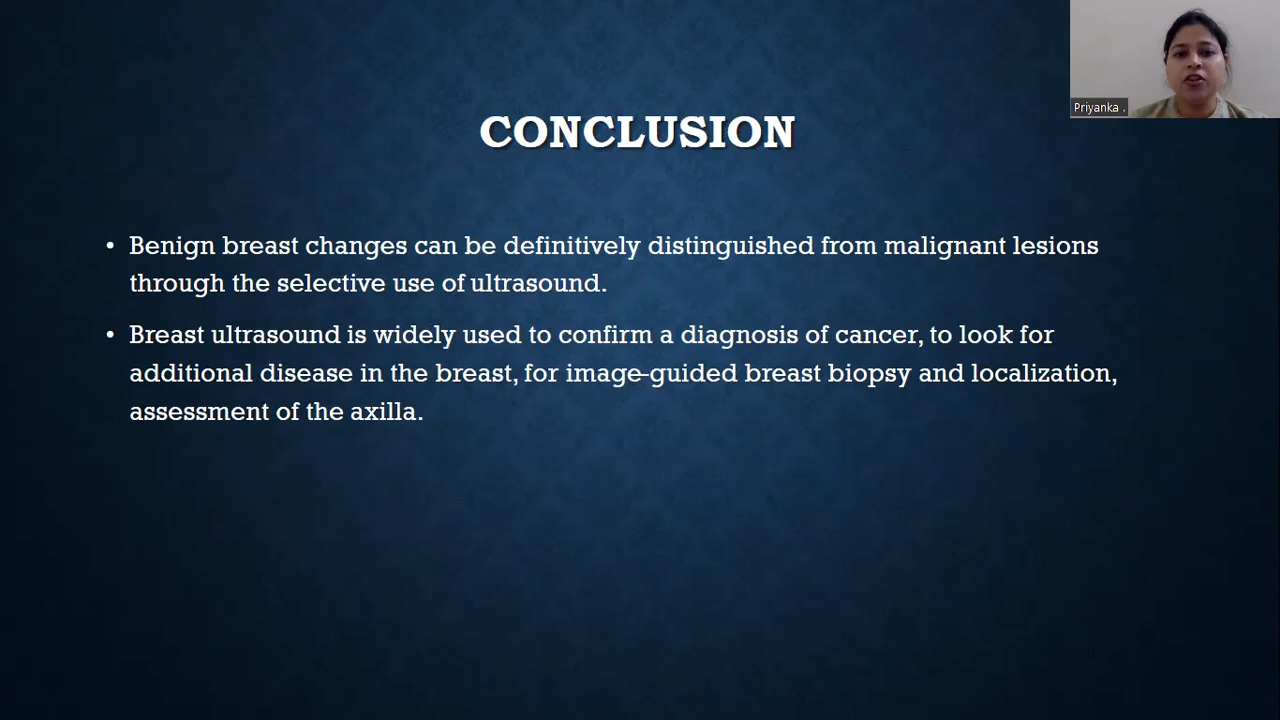 CONCLUSION
Priyanka .
• Benign breast changes can be definitively distinguished from malignant lesions
through the selective use of ultrasound.
• Breast ultrasound is widely used to confirm a diagnosis of cancer, to look for
additional disease in the breast, for image-guided breast biopsy and localization,
assessment of the axilla.